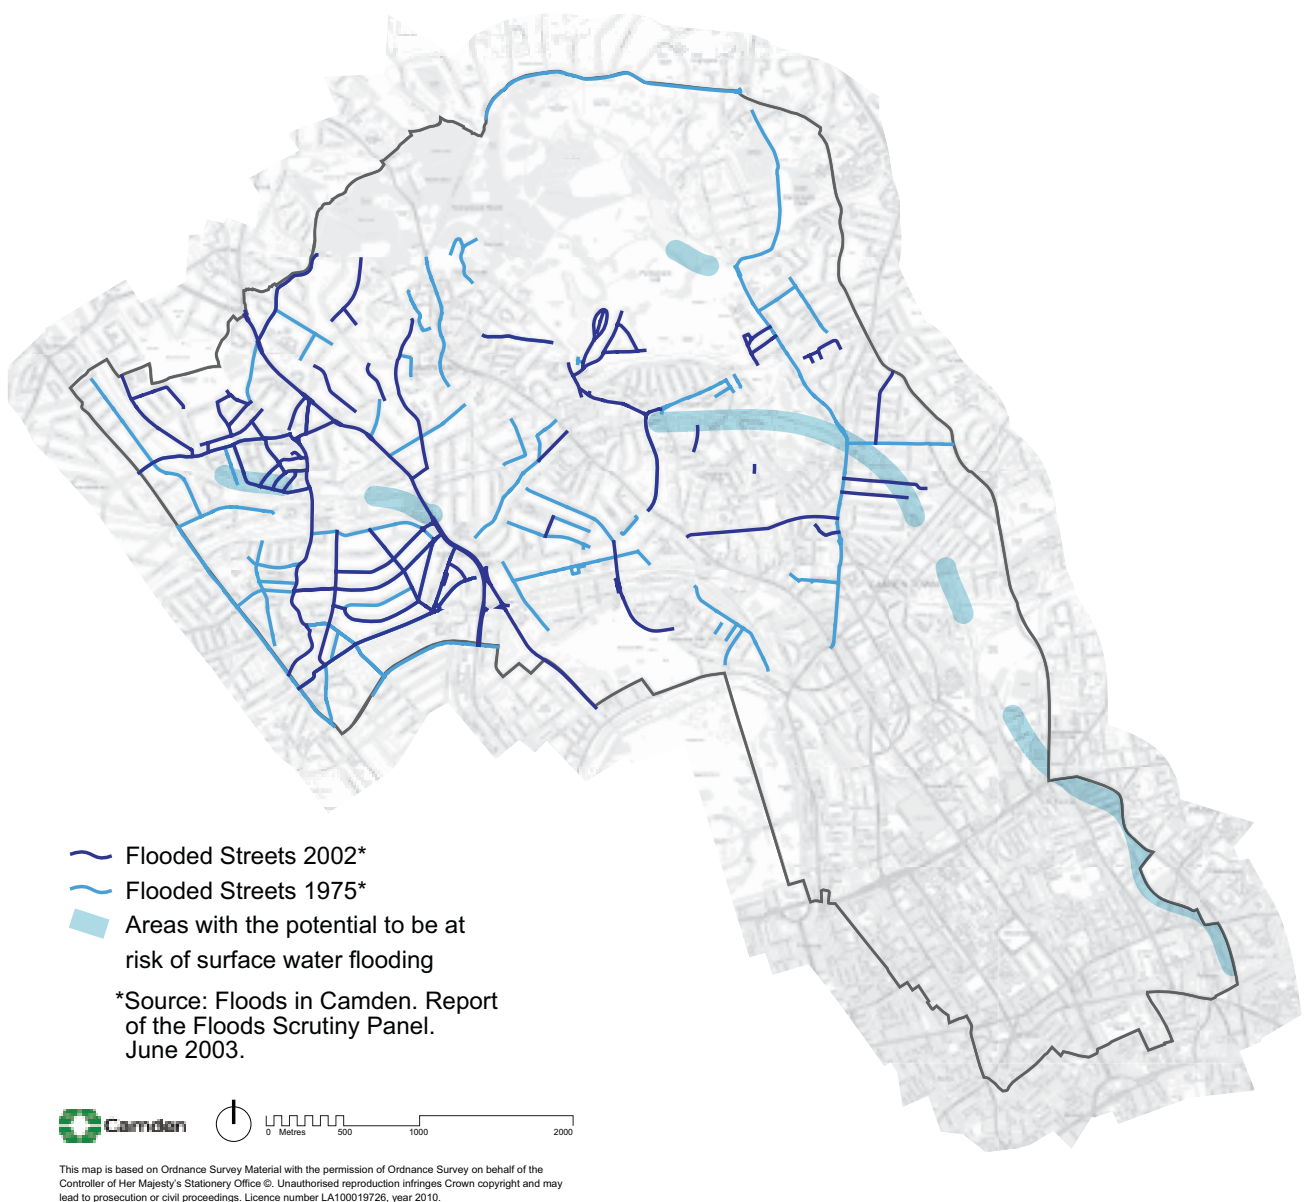 Flooded Streets 2002*
Flooded Streets 1975*
Areas with the potential to be at
risk of surface water flooding
*Source: Floods in Camden. Report
of the Floods Scrutiny Panel.
June 2003.
Camden
0 Metres 500 1000 2000
This map is based on Ordnance Survey Material with the permission of Ordnance Survey on behalf of the
Controller of Her Majesty's Stationery Office ©. Unauthorised reproduction infringes Crown copyright and may
lead to prosecution or civil proceedings. Licence number LA100019726, year 2010.